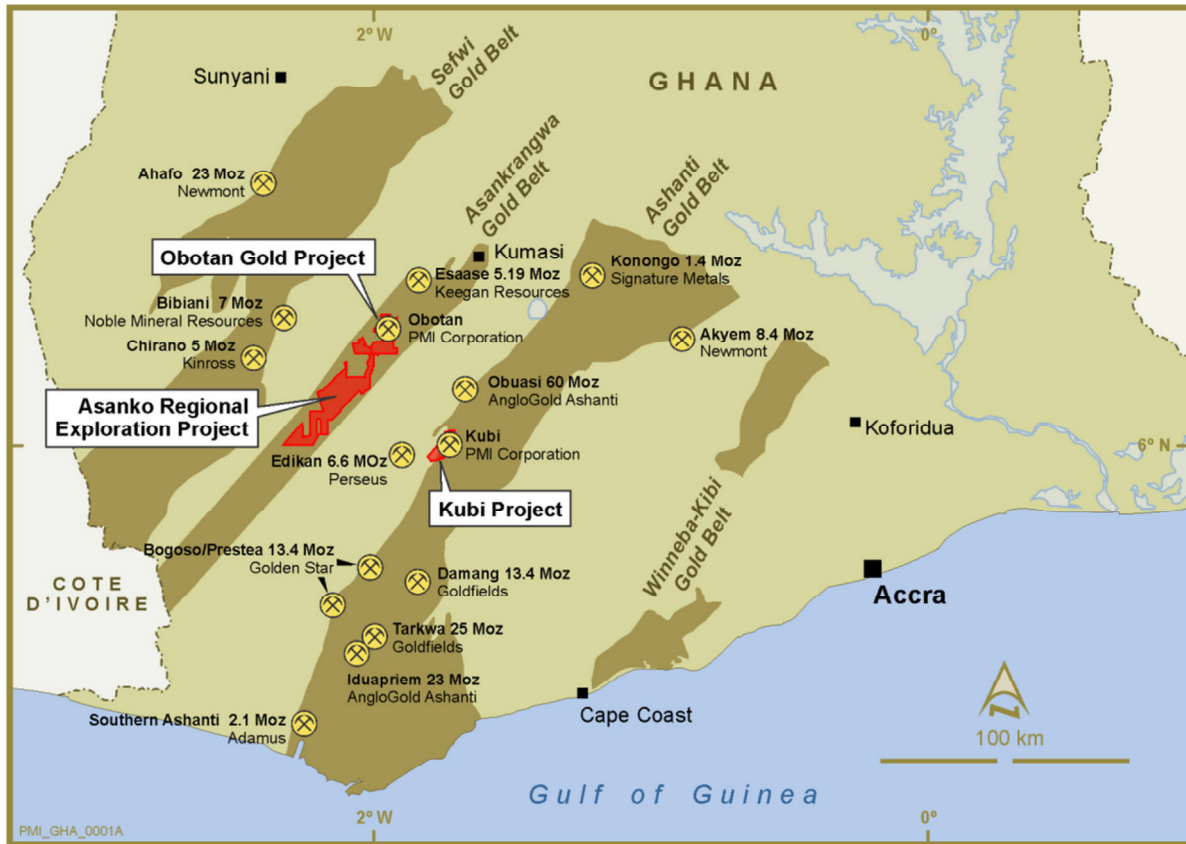 2º W
0º
Sefwi
Gold Belt
Sunyani
GHANA
Asankrangwa
Gold Belt
Ashanti
Gold Belt
Ahafo 23 Moz
Newmont
Obotan Gold Project
Kumasi
Esaase 5.19 Moz
Keegan Resources
Konongo 1.4 Moz
Signature Metals
Bibiani 7 Moz
Noble Mineral Resources
Obotan
PMI Corporation
Akyem 8.4 Moz
Newmont
Chirano 5 Moz
Kinross
Obuasi 60 Moz
AngloGold Ashanti
Asanko Regional
Exploration Project
Koforidua
Kubi
PMI Corporation
6º N
Edikan 6.6 MOz
Perseus
Kubi Project
Winneba-Kibi
Gold Belt
Bogoso/Prestea 13.4 Moz
Golden Star
Damang 13.4 Moz
Goldfields
COTE
D'IVOIRE
Accra
Tarkwa 25 Moz
Goldfields
Iduapriem 23 Moz
AngloGold Ashanti
Southern Ashanti 2.1 Moz
Adamus
Cape Coast
N
100 km
Gulf of Guinea
PMI_GHA_0001A
2º W
0º